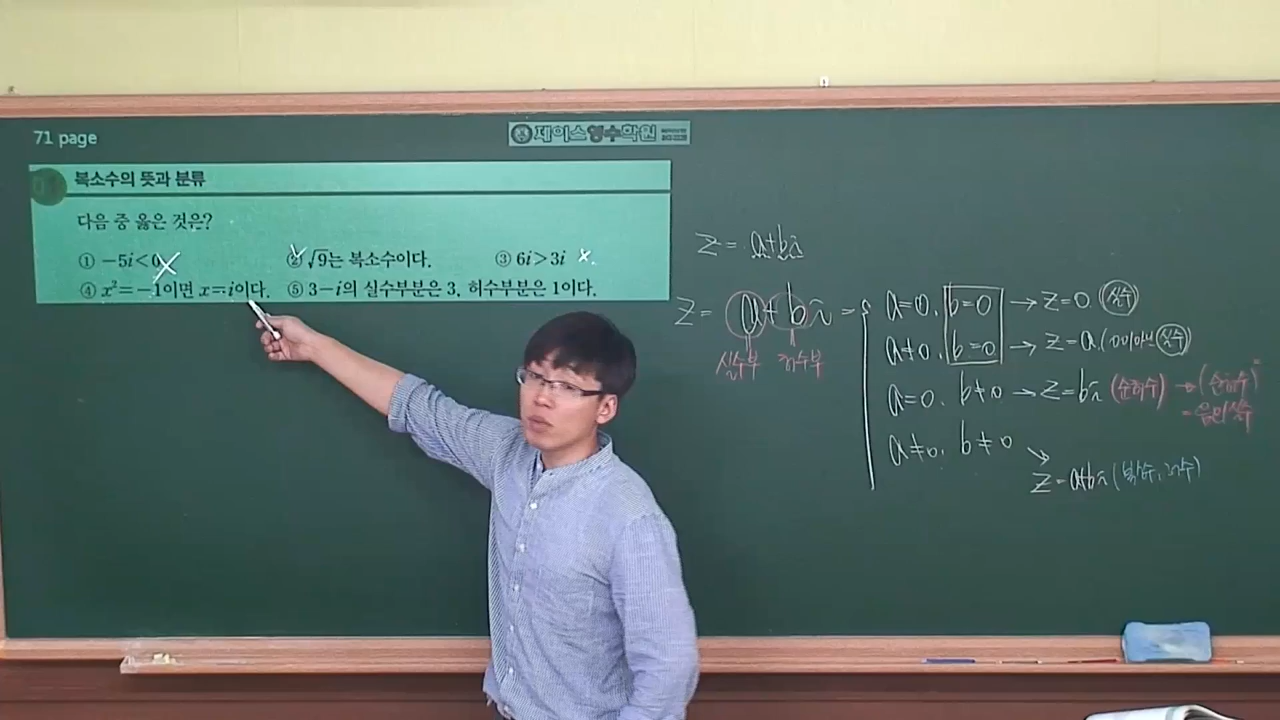 71 page
제이스영수학원
복소수의 뜻과 분류
다음 중 옳은 것은?
① -5i<0 ② √9는 복소수이다. ③ 6i>3i
④ x²=-1이면 x=i이다. ⑤ 3-i의 실수부분은 3, 허수부분은 1이다.
z = a+bi
z = a+bi =
실수부 허수부
a=0, b=0 → z=0 실수
a≠0, b=0 → z=a (0이 아닌 실수)
a=0, b≠0 → z=bi (순허수) → (순허수)²
= 음의 실수
a≠0, b≠0
z=a+bi (복소수, 허수)